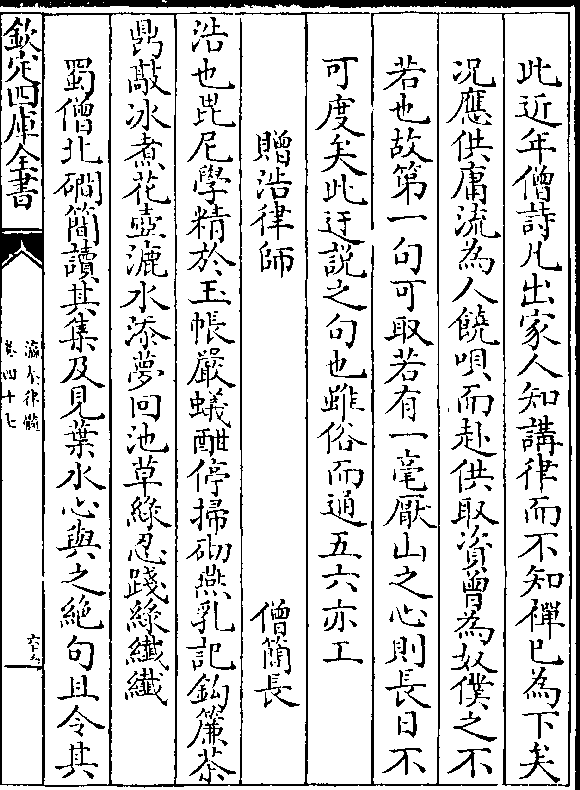 此近年僧詩凡出家人知講律而不知禪已為下矣
况應供庸流為人饒唄而赴供取資曾為奴僕之不
若也故第一句可取若有一毫厭山之心則長日不
可度矣此迂説之句也雖俗而通五六亦工
贈浩律師
僧簡長
浩也毘尼學精於玉帳嚴蟻酣停掃砌燕乳記鈎簾茶
鼎敲冰煮花壺漉水添夢回池草緑忍踐緑纖纖
蜀僧北磵簡讀其集及見葉水心與之絶句且令其
欽定四庫全書
瀛奎律髓
卷四十七